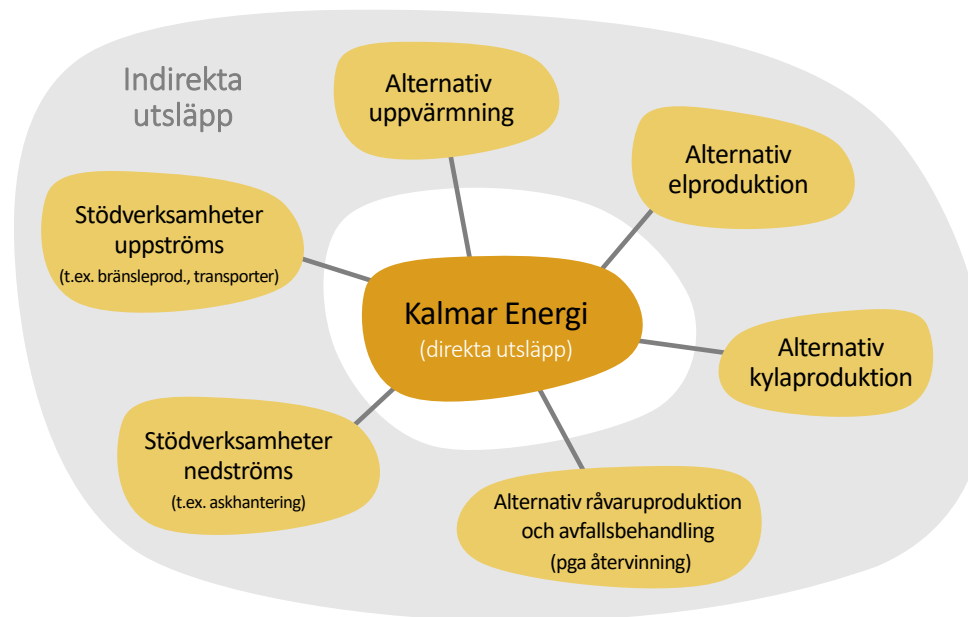 Indirekta
utsläpp
Alternativ
uppvärmning
Alternativ
elproduktion
Stödverksamheter
uppströms
(t.ex. bränsleprod., transporter)
Kalmar Energi
(direkta utsläpp)
Alternativ
kylaproduktion
Stödverksamheter
nedströms
(t.ex. askhantering)
Alternativ råvaruproduktion
och avfallsbehandling
(pga återvinning)